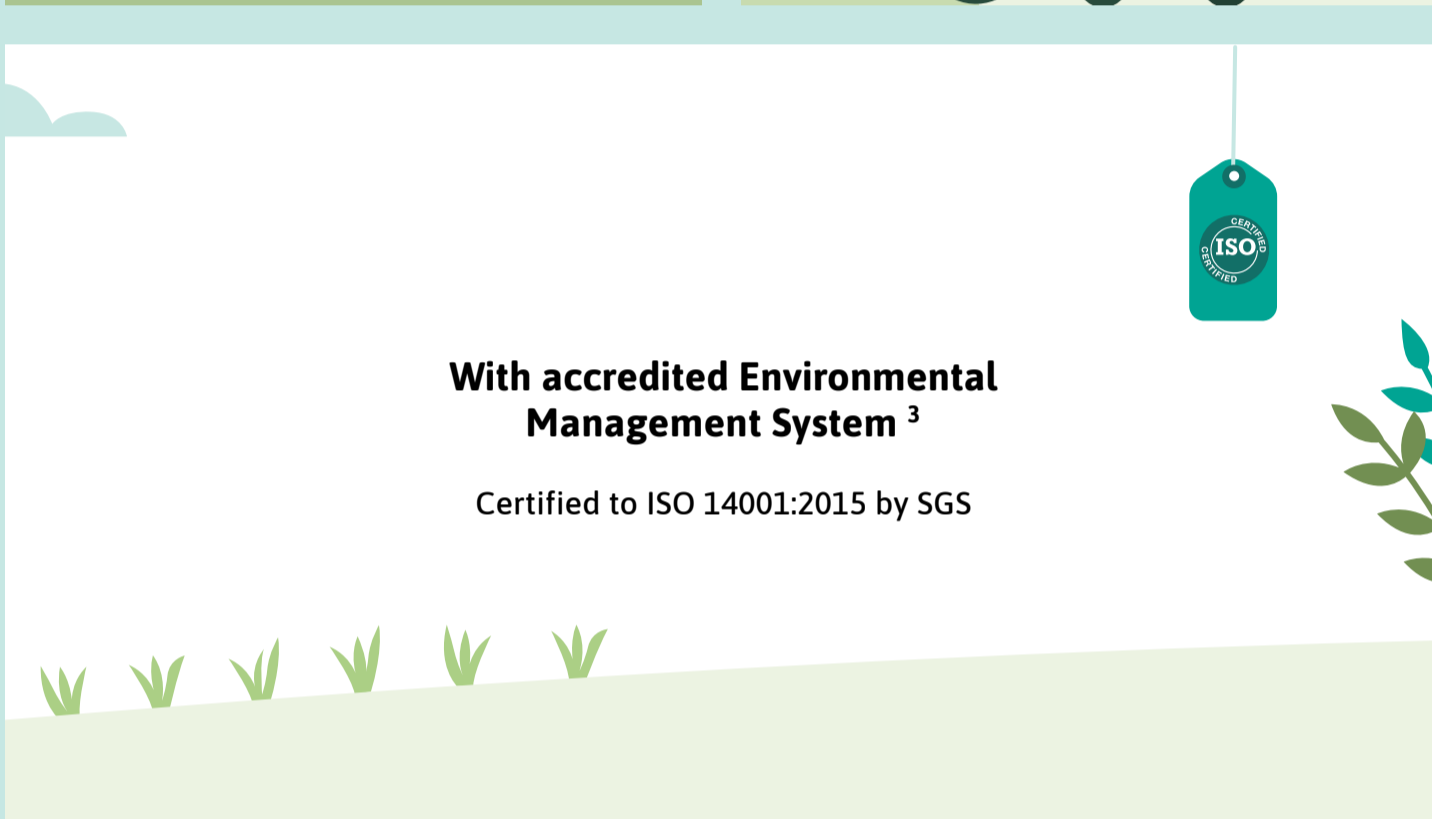 CERTIFIED
ISO
CERTIFIED
With accredited Environmental
Management System ³
Certified to ISO 14001:2015 by SGS